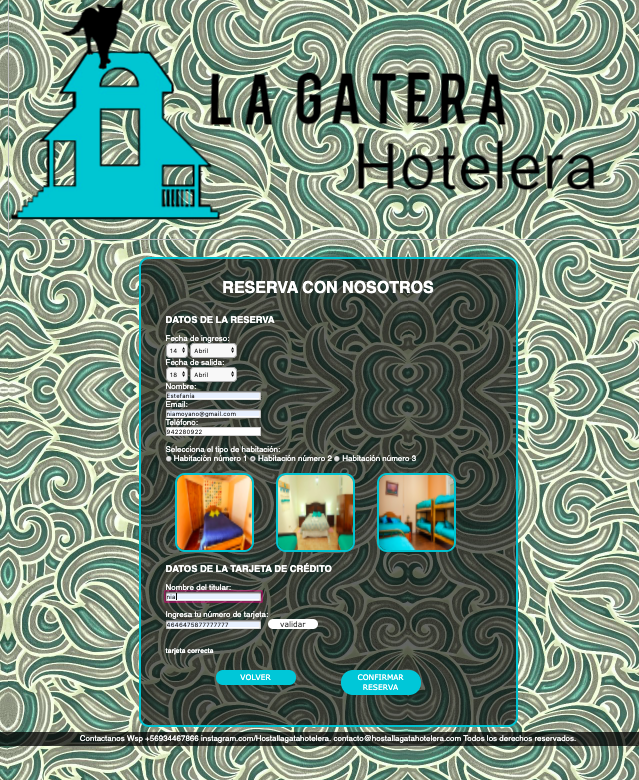 LA GATERA
Hotelera
RESERVA CON NOSOTROS
DATOS DE LA RESERVA
Fecha de ingreso:
14 Abril
Fecha de salida:
16 Abril
Nombre:
Estefanía
Email:
niamoyano@gmail.com
Teléfono:
942280922
Selecciona el tipo de habitación:
Habitación número 1 Habitación número 2 Habitación número 3
DATOS DE LA TARJETA DE CRÉDITO
Nombre del titular:
nia
Ingresa tu número de tarjeta:
4646475877777777 validar
tarjeta correcta
VOLVER
CONFIRMAR
RESERVA
Contactanos Wsp +56934467866 instagram.com/Hostallagatahotelera. contacto@hostallagatahotelera.com Todos los derechos reservados.